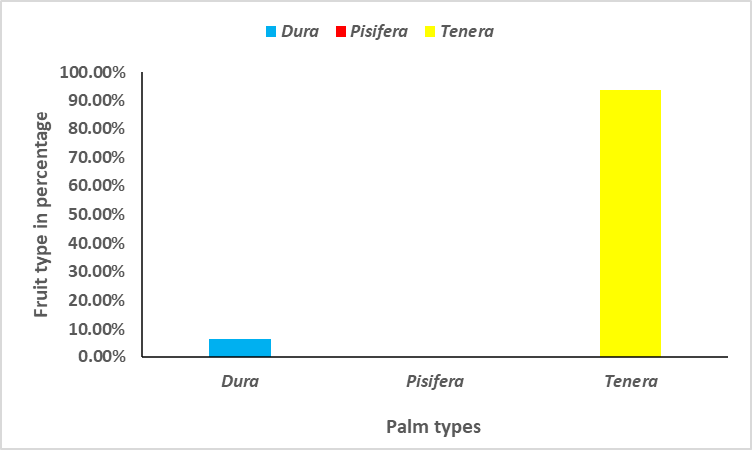 Dura Pisifera Tenera
Fruit type in percentage
100.00%
90.00%
80.00%
70.00%
60.00%
50.00%
40.00%
30.00%
20.00%
10.00%
0.00%
Dura Pisifera Tenera
Palm types